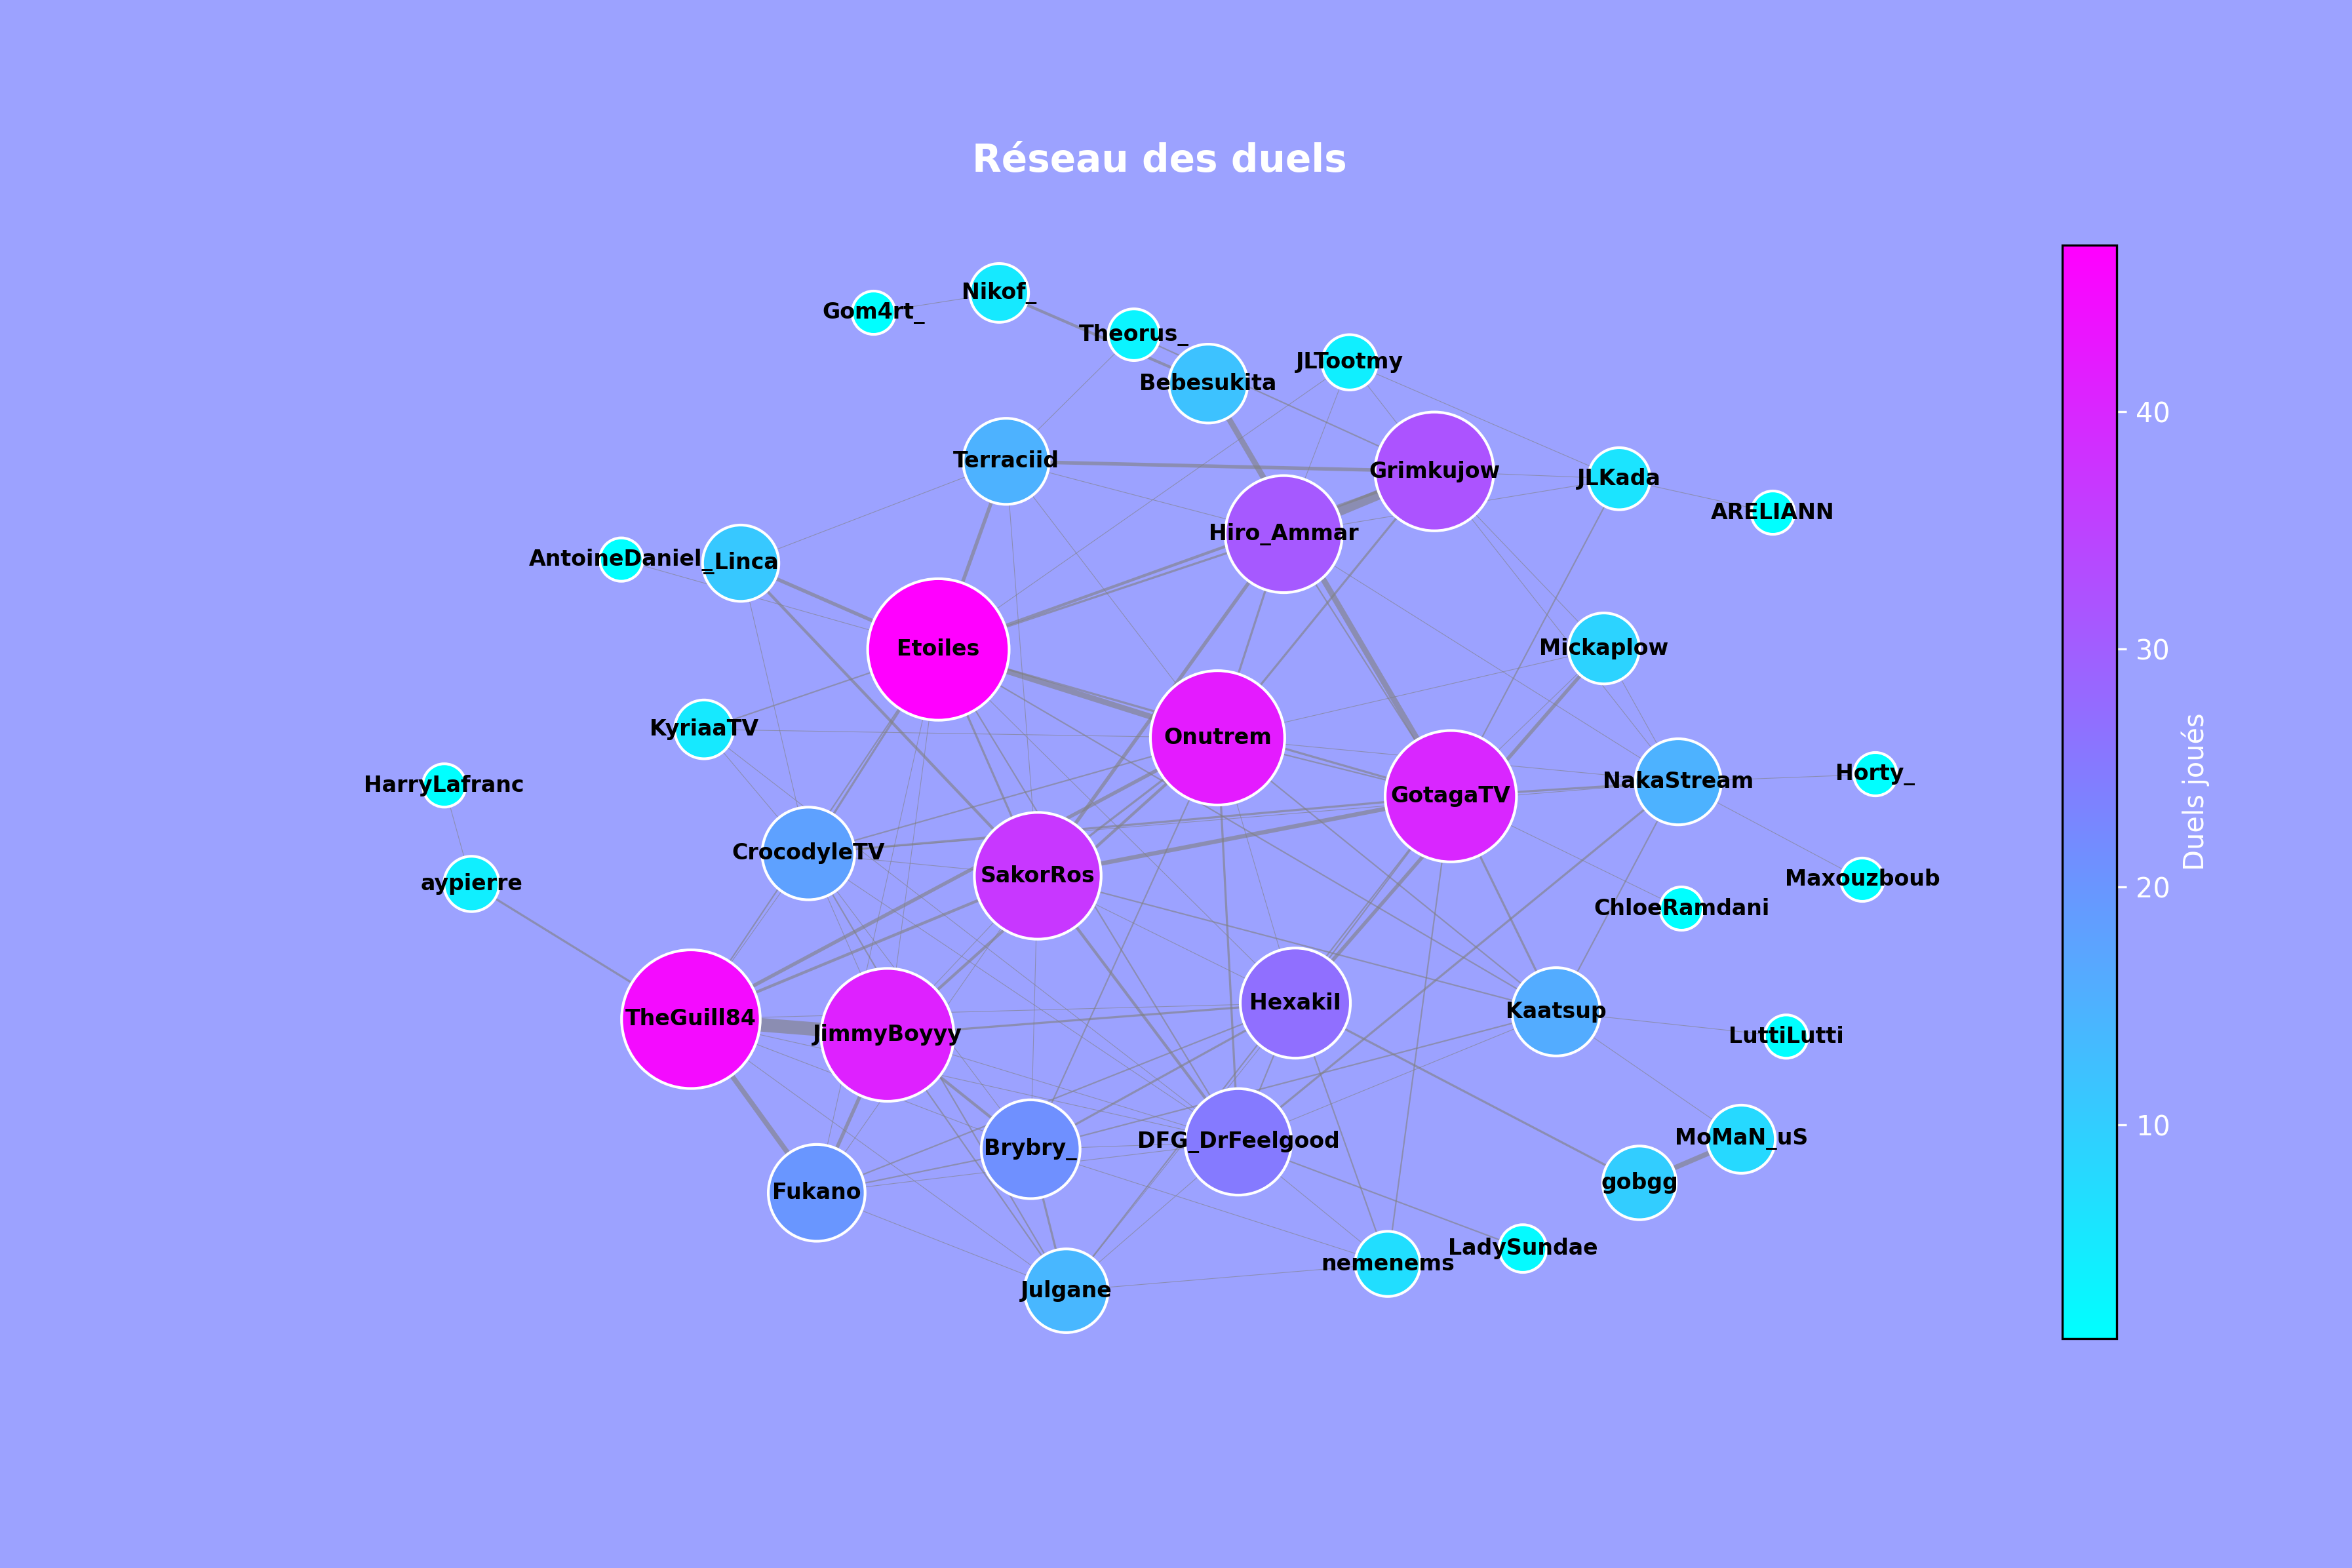 Réseau des duels
Nikof_
Gom4rt_
Theorus_
JLTootmy
Bebesukita
Terraciid
Grimkujow
JLKada
ARELIANN
Hiro_Ammar
AntoineDaniel_
_Linca
Etoiles
Mickaplow
KyriaaTV
Onutrem
Horty_
NakaStream
HarryLafranc
GotagaTV
CrocodyleTV
SakorRos
Maxouzboub
aypierre
ChloeRamdani
Hexakil
Kaatsup
TheGuill84
JimmyBoyyy
LuttiLutti
MoMaN_uS
DFG_DrFeelgood
Brybry_
gobgg
Fukano
LadySundae
nemenems
Julgane
40
30
20
10
Duels joués